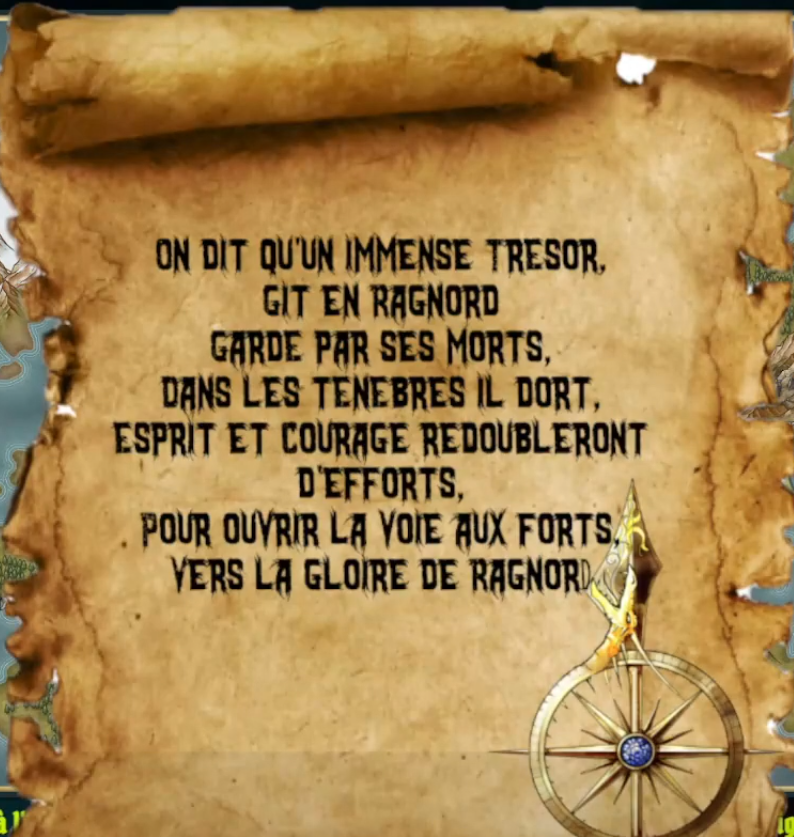 ON DIT QU'UN IMMENSE TRESOR,
GIT EN RAGNORD
GARDE PAR SES MORTS,
DANS LES TENEBRES IL DORT,
ESPRIT ET COURAGE REDOUBLERONT
D'EFFORTS,
POUR OUVRIR LA VOIE AUX FORTS,
VERS LA GLOIRE DE RAGNORD